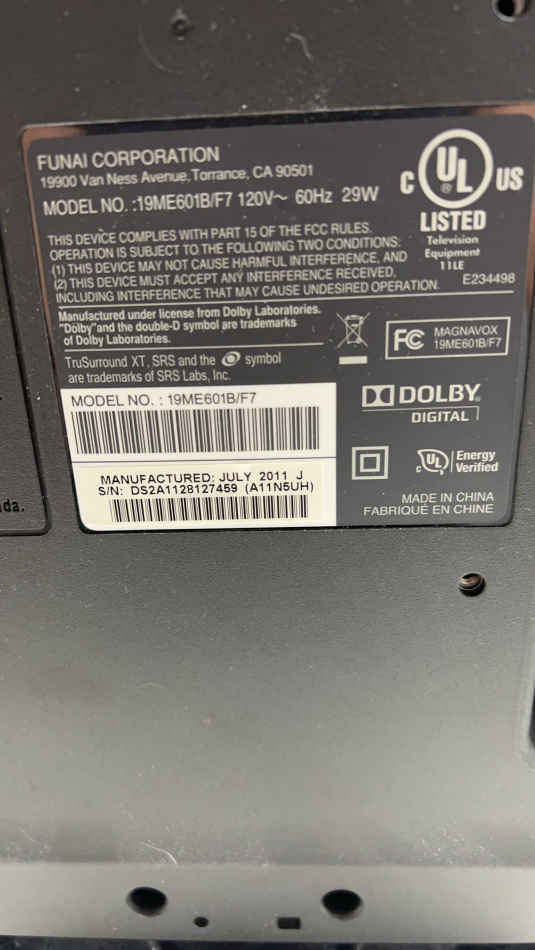 FUNAI CORPORATION
19900 Van Ness Avenue, Torrance, CA 90501
MODEL NO. :19ME601B/F7 120V~ 60Hz 29W
THIS DEVICE COMPLIES WITH PART 15 OF THE FCC RULES.
OPERATION IS SUBJECT TO THE FOLLOWING TWO CONDITIONS:
(1) THIS DEVICE MAY NOT CAUSE HARMFUL INTERFERENCE, AND
(2) THIS DEVICE MUST ACCEPT ANY INTERFERENCE RECEIVED,
INCLUDING INTERFERENCE THAT MAY CAUSE UNDESIRED OPERATION.
C UL ® US
LISTED
Television
Equipment
11LE
E234498
Manufactured under license from Dolby Laboratories.
"Dolby"and the double-D symbol are trademarks
of Dolby Laboratories.
TruSurround XT, SRS and the symbol
are trademarks of SRS Labs, Inc.
FC MAGNAVOX
19ME601B/F7
MODEL NO. : 19ME601B/F7
DOLBY
DIGITAL
MANUFACTURED: JULY 2011 J
S/N: DS2A1128127459 (A11N5UH)
C UL US Energy
Verified
MADE IN CHINA
FABRIQUÉ EN CHINE
da.